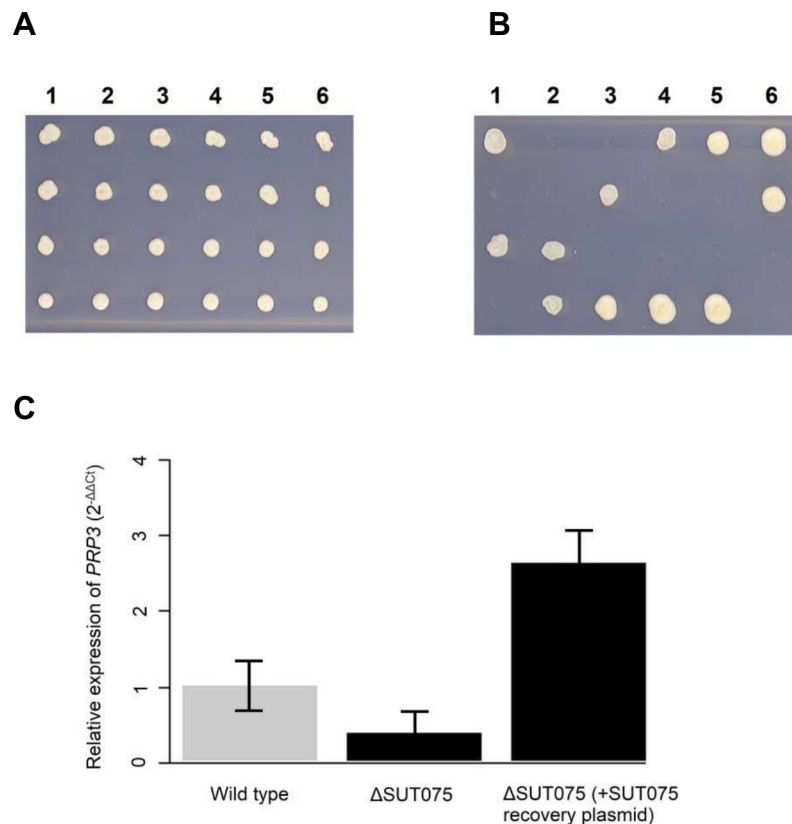 A
B
1 2 3 4 5 6
1 2 3 4 5 6
C
Relative expression of PRP3 (2-ΔΔCt)
4
3
2
1
0
Wild type
ΔSUT075
ΔSUT075 (+SUT075
recovery plasmid)